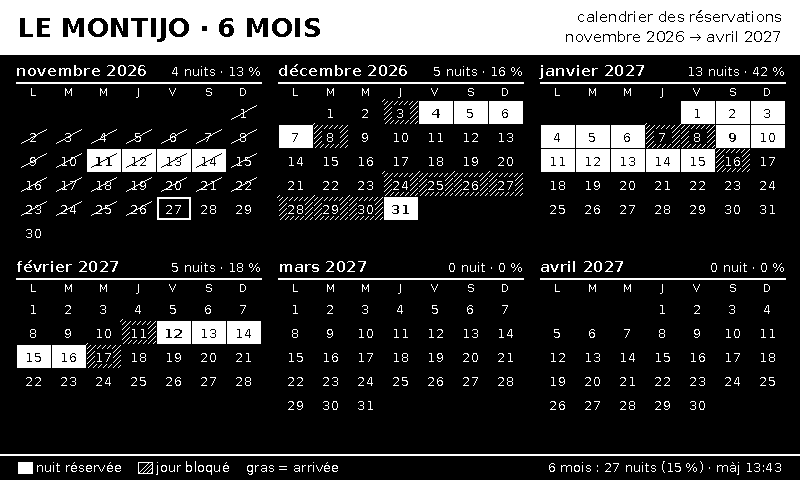 LE MONTIJO · 6 MOIS
calendrier des réservations
novembre 2026 → avril 2027
novembre 2026 4 nuits · 13 %
L M M J V S D
1
2 3 4 5 6 7 8
9 10 11 12 13 14 15
16 17 18 19 20 21 22
23 24 25 26 27 28 29
30
décembre 2026 5 nuits · 16 %
L M M J V S D
1 2 3 4 5 6
7 8 9 10 11 12 13
14 15 16 17 18 19 20
21 22 23 24 25 26 27
28 29 30 31
janvier 2027 13 nuits · 42 %
L M M J V S D
1 2 3
4 5 6 7 8 9 10
11 12 13 14 15 16 17
18 19 20 21 22 23 24
25 26 27 28 29 30 31
février 2027 5 nuits · 18 %
L M M J V S D
1 2 3 4 5 6 7
8 9 10 11 12 13 14
15 16 17 18 19 20 21
22 23 24 25 26 27 28
mars 2027 0 nuit · 0 %
L M M J V S D
1 2 3 4 5 6 7
8 9 10 11 12 13 14
15 16 17 18 19 20 21
22 23 24 25 26 27 28
29 30 31
avril 2027 0 nuit · 0 %
L M M J V S D
1 2 3 4
5 6 7 8 9 10 11
12 13 14 15 16 17 18
19 20 21 22 23 24 25
26 27 28 29 30
nuit réservée jour bloqué gras = arrivée
6 mois : 27 nuits (15 %) · màj 13:43